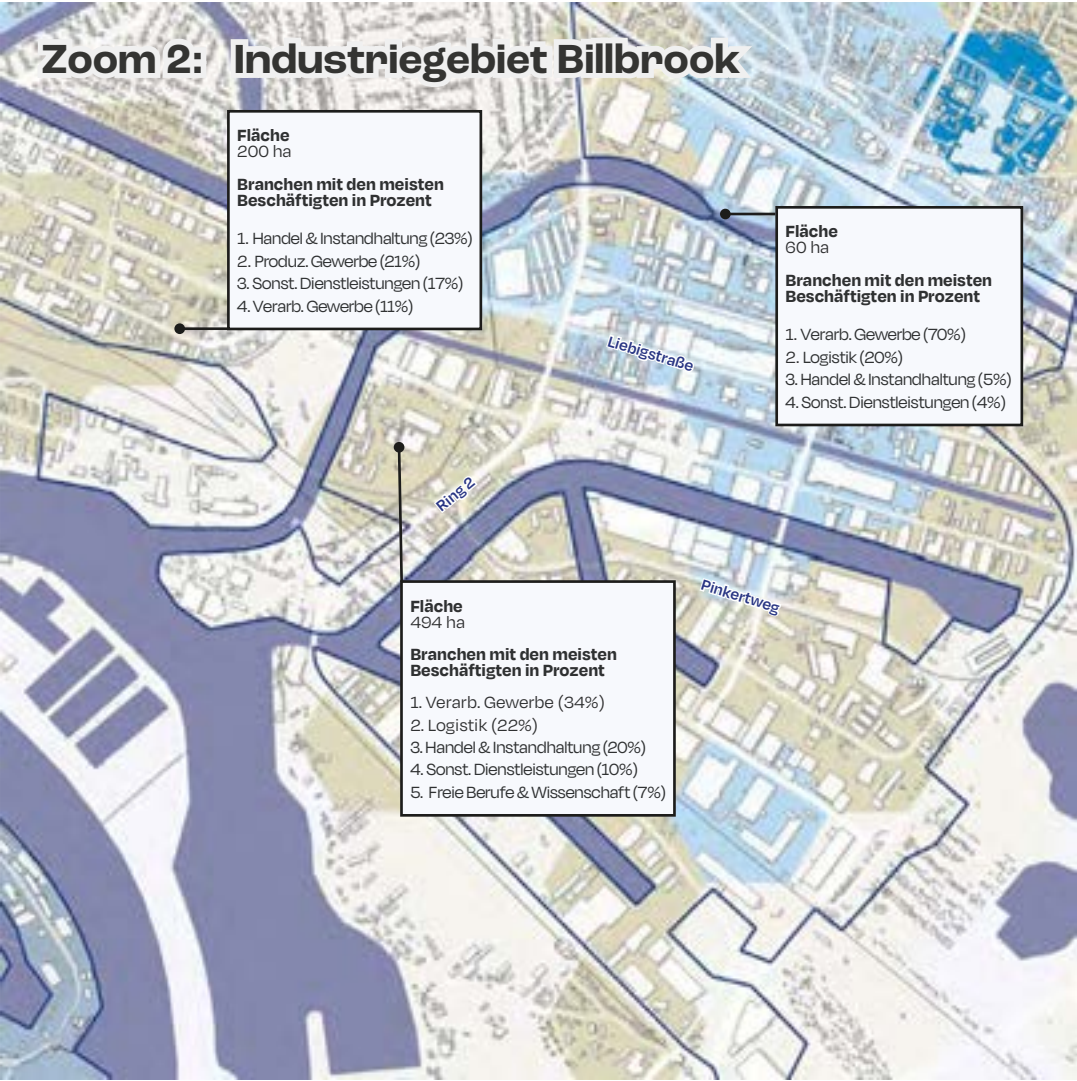 Zoom 2: Industriegebiet Billbrook
Fläche
200 ha
Branchen mit den meisten
Beschäftigten in Prozent
1. Handel & Instandhaltung (23%)
2. Produz. Gewerbe (21%)
3. Sonst. Dienstleistungen (17%)
4. Verarb. Gewerbe (11%)
Fläche
60 ha
Branchen mit den meisten
Beschäftigten in Prozent
1. Verarb. Gewerbe (70%)
2. Logistik (20%)
3. Handel & Instandhaltung (5%)
4. Sonst. Dienstleistungen (4%)
Liebigstraße
Ring 2
Pinkertweg
Fläche
494 ha
Branchen mit den meisten
Beschäftigten in Prozent
1. Verarb. Gewerbe (34%)
2. Logistik (22%)
3. Handel & Instandhaltung (20%)
4. Sonst. Dienstleistungen (10%)
5. Freie Berufe & Wissenschaft (7%)